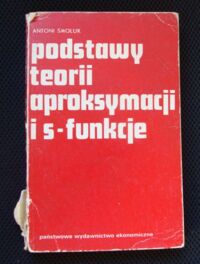 ANTONI SMOLUK
podstawy
teorii
aproksymacji
i s-funkcje
państwowe wydawnictwo ekonomiczne